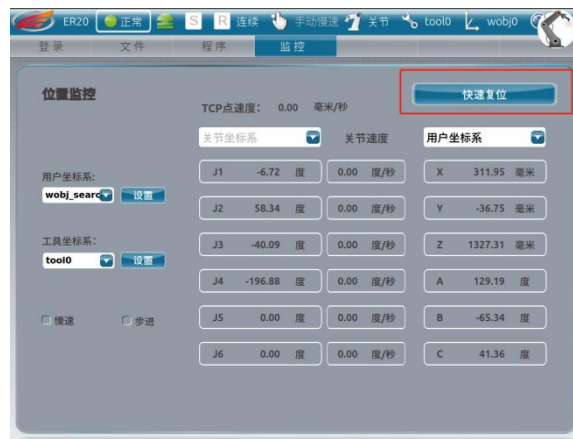 ER20 正常 S R 连续 手动慢速 关节 tool0 wobj0
登录 文件 程序 监控
位置监控
快速复位
TCP点速度： 0.00 毫米/秒
关节坐标系 关节速度 用户坐标系
用户坐标系:
wobj_searc 设置
工具坐标系:
tool0 设置
慢速 步进
J1 -6.72 度 0.00 度/秒 X 311.95 毫米
J2 58.34 度 0.00 度/秒 Y -36.75 毫米
J3 -40.09 度 0.00 度/秒 Z 1327.31 毫米
J4 -196.88 度 0.00 度/秒 A 129.19 度
J5 0.00 度 0.00 度/秒 B -65.34 度
J6 0.00 度 0.00 度/秒 C 41.36 度